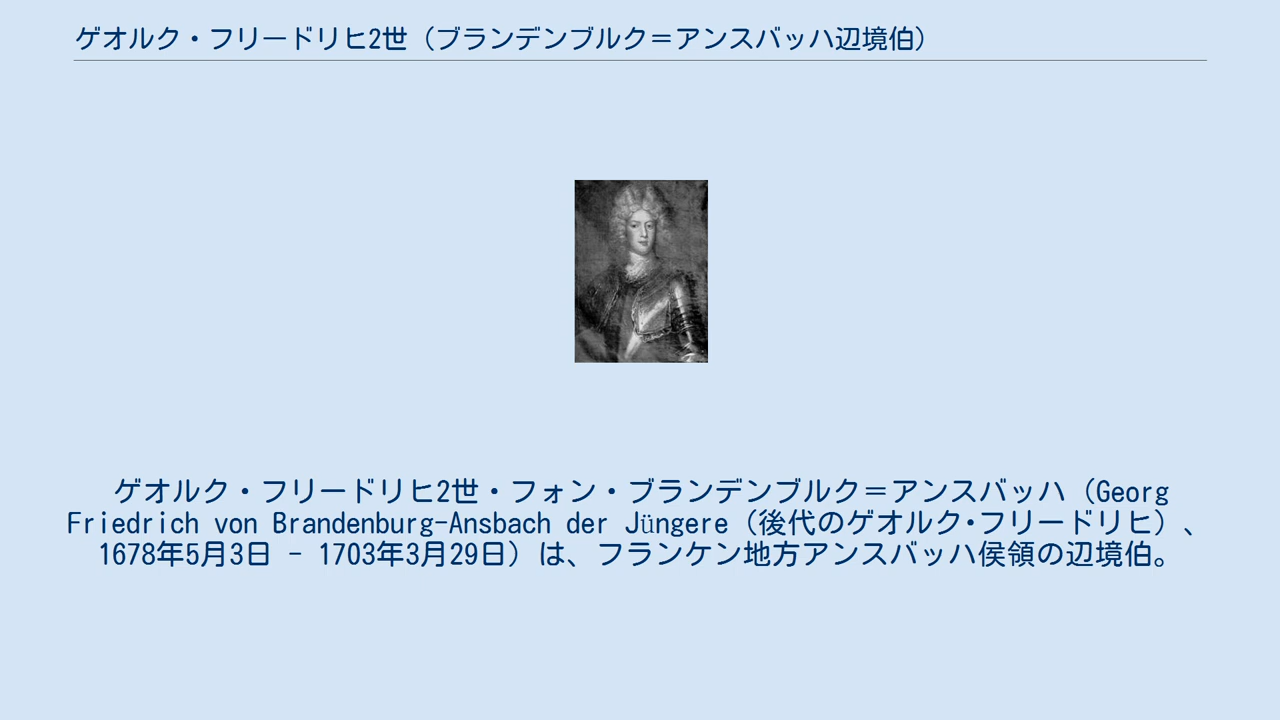 ゲオルク・フリードリヒ2世（ブランデンブルク＝アンスバッハ辺境伯）
ゲオルク・フリードリヒ2世・フォン・ブランデンブルク＝アンスバッハ（Georg
Friedrich von Brandenburg-Ansbach der Jüngere（後代のゲオルク･フリードリヒ）、
1678年5月3日 - 1703年3月29日）は、フランケン地方アンスバッハ侯領の辺境伯。